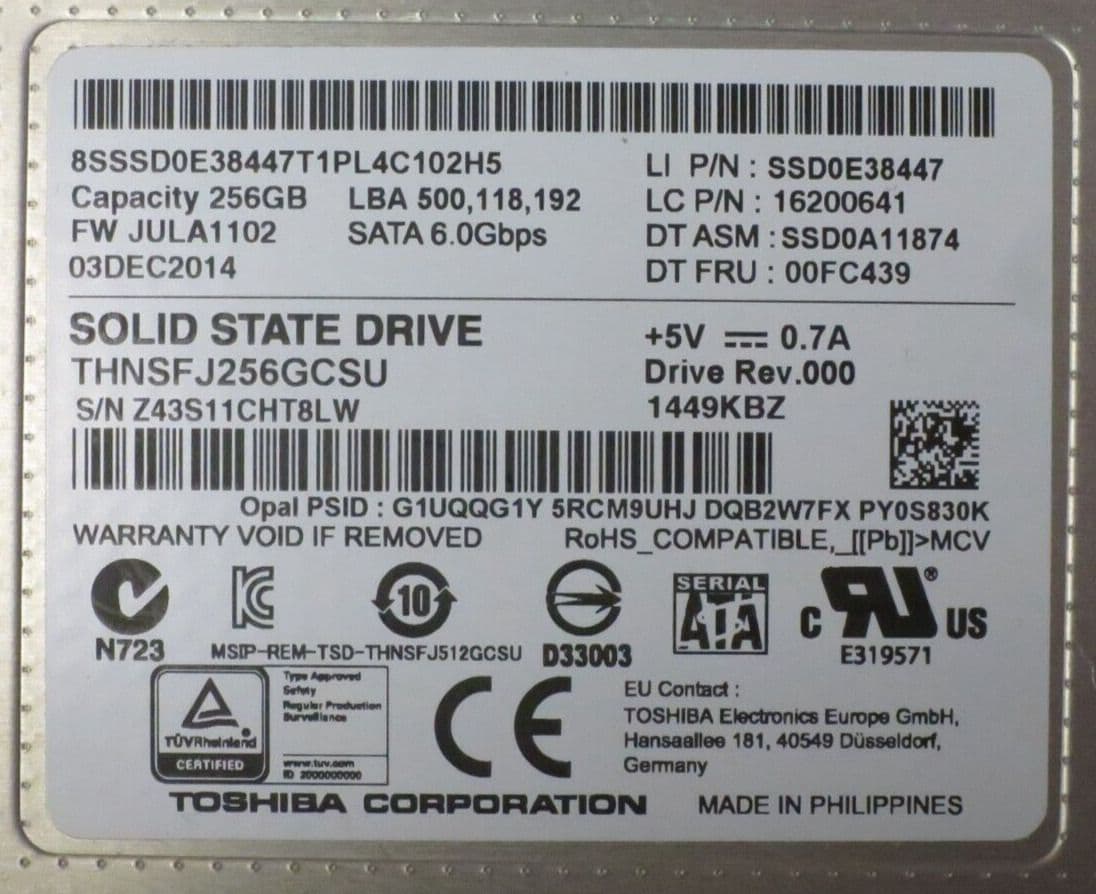 8SSSD0E38447T1PL4C102H5
Capacity 256GB LBA 500,118,192
FW JULA1102 SATA 6.0Gbps
03DEC2014
LI P/N : SSD0E38447
LC P/N : 16200641
DT ASM : SSD0A11874
DT FRU : 00FC439
SOLID STATE DRIVE
THNSFJ256GCSU
S/N Z43S11CHT8LW
+5V ⎓ 0.7A
Drive Rev.000
1449KBZ
Opal PSID : G1UQQG1Y 5RCM9UHJ DQB2W7FX PY0S830K
WARRANTY VOID IF REMOVED RoHS_COMPATIBLE,_[[Pb]]>MCV
N723
MSIP-REM-TSD-THNSFJ512GCSU
10
D33003
SERIAL
ATA
c RU® US
E319571
TÜVRheinland
CERTIFIED
Type Approved
Safety
Regular Production
Surveillance
www.tuv.com
ID 2000000000
CE
EU Contact :
TOSHIBA Electronics Europe GmbH,
Hansaallee 181, 40549 Düsseldorf,
Germany
TOSHIBA CORPORATION MADE IN PHILIPPINES